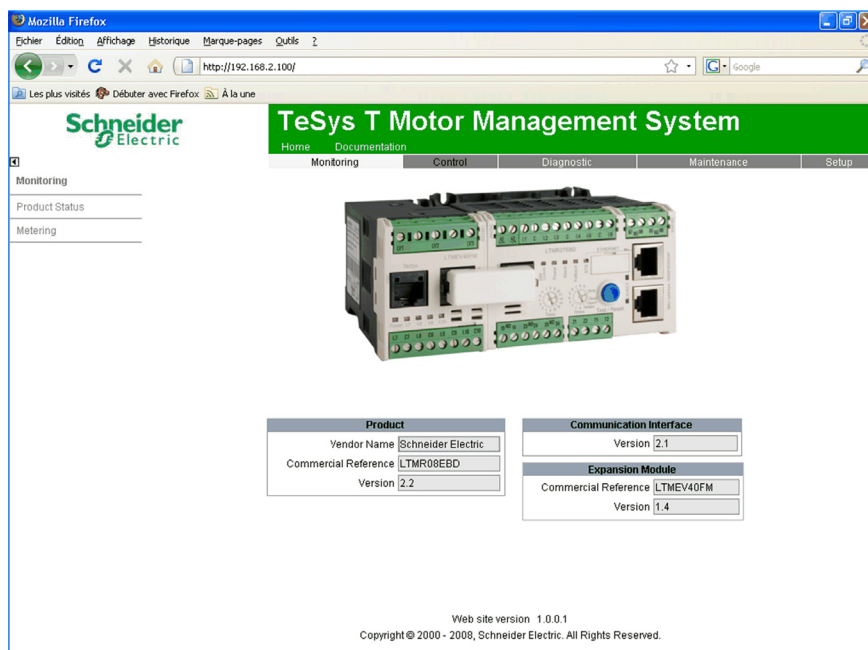 Mozilla Firefox
Fichier Édition Affichage Historique Marque-pages Outils ?
http://192.168.2.100/
G Google
Les plus visités Débuter avec Firefox À la une
Schneider
Electric
TeSys T Motor Management System
Home Documentation
Monitoring Control Diagnostic Maintenance Setup
Monitoring
Product Status
Metering
Product
Vendor Name Schneider Electric
Commercial Reference LTMR08EBD
Version 2.2
Communication Interface
Version 2.1
Expansion Module
Commercial Reference LTMEV40FM
Version 1.4
Web site version 1.0.0.1
Copyright © 2000 - 2008, Schneider Electric. All Rights Reserved.